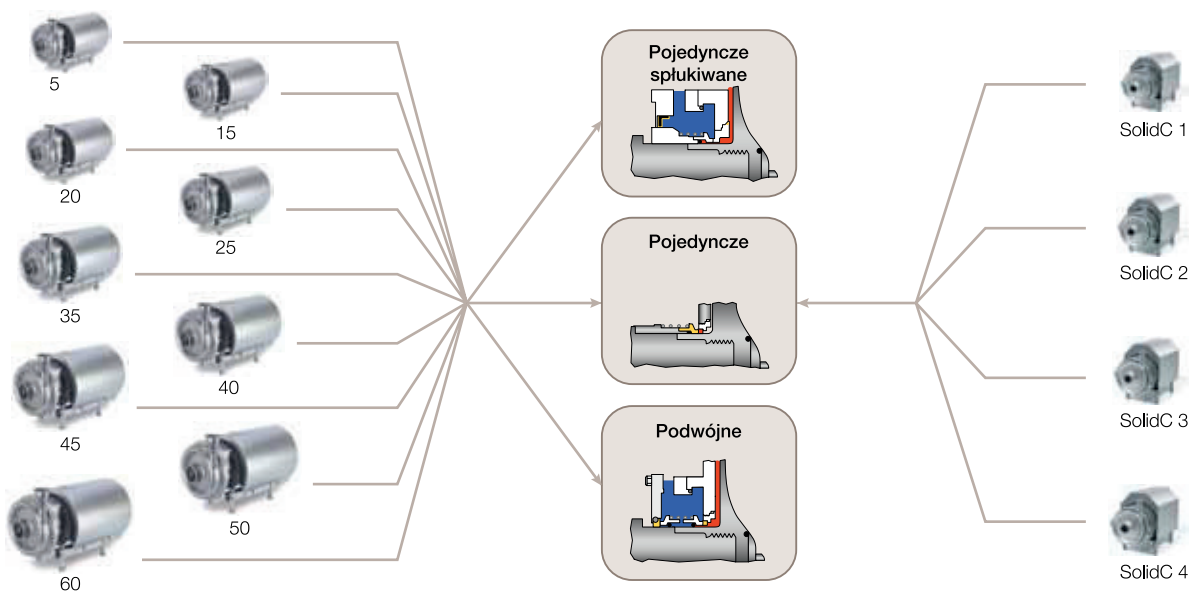 5
15
20
25
35
40
45
50
60
Pojedyncze
spłukiwane
Pojedyncze
Podwójne
SolidC 1
SolidC 2
SolidC 3
SolidC 4